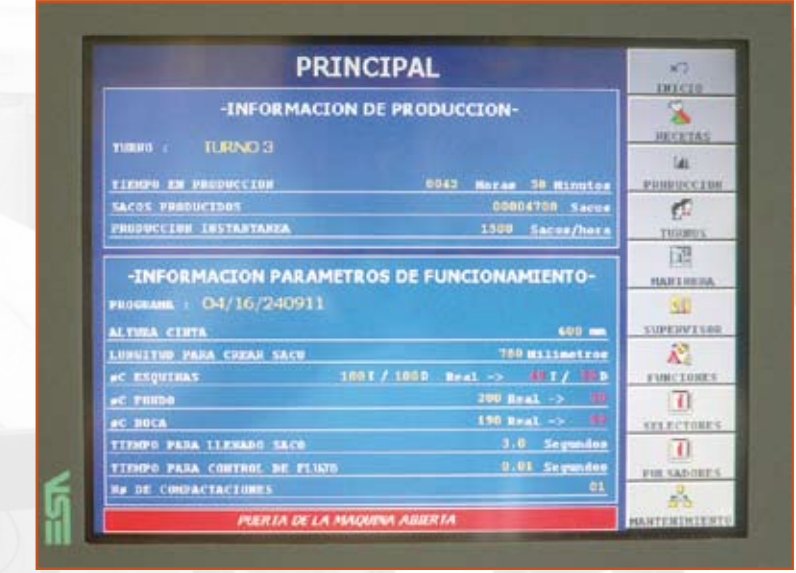 PRINCIPAL
-INFORMACION DE PRODUCCION-
TURNO : TURNO 3
TIEMPO EN PRODUCCION 0043 Horas 50 Minutos
SACOS PRODUCIDOS 00004700 Sacos
PRODUCCION INSTANTANEA 1500 Sacos/hora
-INFORMACION PARAMETROS DE FUNCIONAMIENTO-
PROGRAMA : 04/16/240911
ALTURA CINTA 600 mm
LONGITUD PARA CREAR SACO 700 Milimetros
ºC ESQUINAS 180 I / 180 D Real -> I / D
ºC FONDO 200 Real ->
ºC BOCA 190 Real ->
TIEMPO PARA LLENADO SACO 3.0 Segundos
TIEMPO PARA CONTROL DE FLUJO 0.01 Segundos
Nº DE COMPACTACIONES 01
PUERTA DE LA MAQUINA ABIERTA
INICIO
RECETAS
PRODUCCION
TURNOS
MANIOBRA
SUPERVISOR
FUNCIONES
SELECTORES
PULSADORES
MANTENIMIENTO
ESA